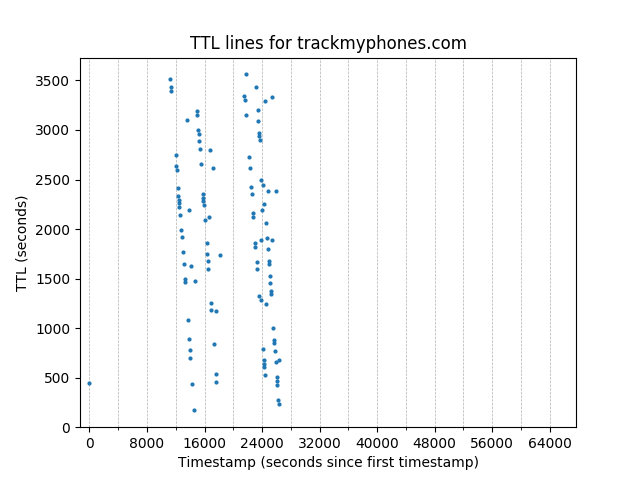 TTL lines for trackmyphones.com
TTL (seconds)
3500
3000
2500
2000
1500
1000
500
0
0 8000 16000 24000 32000 40000 48000 56000 64000
Timestamp (seconds since first timestamp)